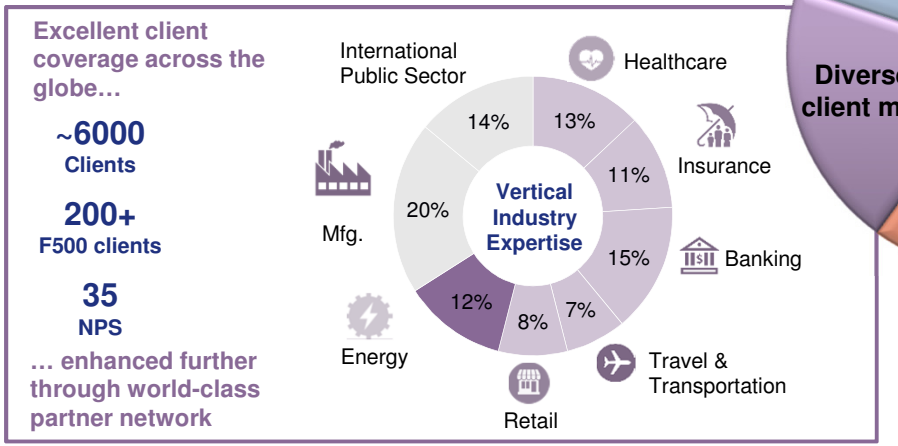 Excellent client
coverage across the
globe…
~6000
Clients
200+
F500 clients
35
NPS
… enhanced further
through world-class
partner network
International
Public Sector
14%
Healthcare
13%
Insurance
11%
Banking
15%
Travel &
Transportation
7%
Retail
8%
Energy
12%
Mfg.
20%
Vertical
Industry
Expertise
client